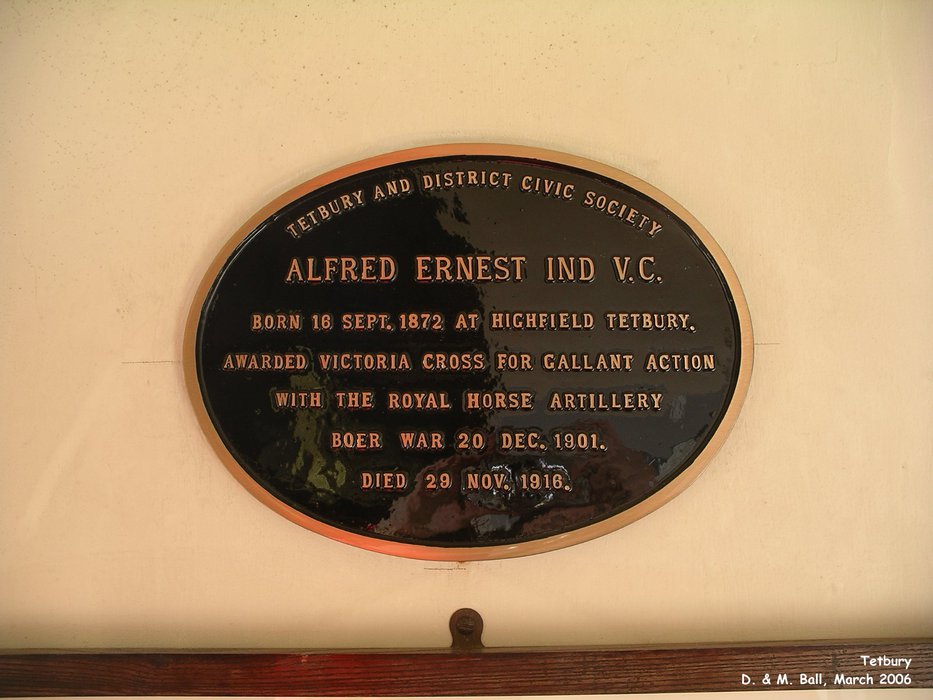 TETBURY AND DISTRICT CIVIC SOCIETY
ALFRED ERNEST IND V.C.
BORN 16 SEPT. 1872 AT HIGHFIELD TETBURY.
AWARDED VICTORIA CROSS FOR GALLANT ACTION
WITH THE ROYAL HORSE ARTILLERY
BOER WAR 20 DEC. 1901.
DIED 29 NOV. 1916.
Tetbury
D. & M. Ball, March 2006